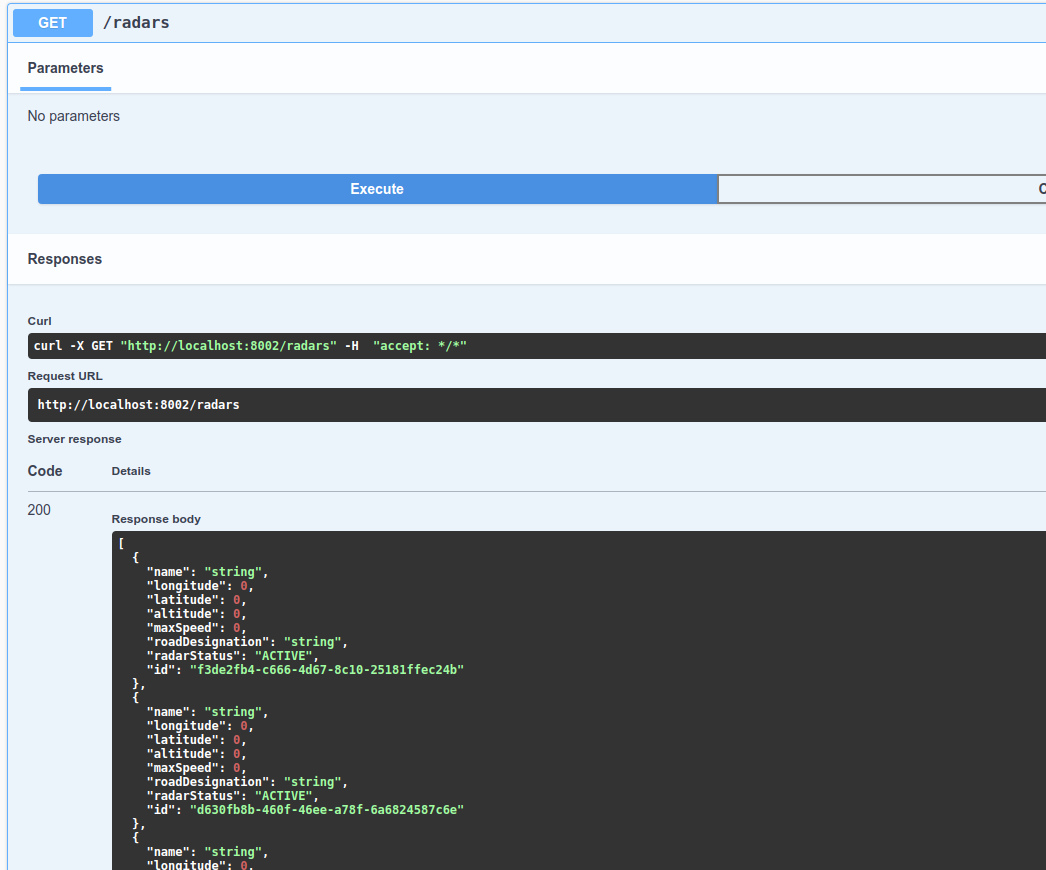 GET /radars
Parameters
No parameters
Execute
Responses
Curl
curl -X GET "http://localhost:8002/radars" -H  "accept: */*"
Request URL
http://localhost:8002/radars
Server response
Code Details
200
Response body
[
  {
    "name": "string",
    "longitude": 0,
    "latitude": 0,
    "altitude": 0,
    "maxSpeed": 0,
    "roadDesignation": "string",
    "radarStatus": "ACTIVE",
    "id": "f3de2fb4-c666-4d67-8c10-25181ffec24b"
  },
  {
    "name": "string",
    "longitude": 0,
    "latitude": 0,
    "altitude": 0,
    "maxSpeed": 0,
    "roadDesignation": "string",
    "radarStatus": "ACTIVE",
    "id": "d630fb8b-460f-46ee-a78f-6a6824587c6e"
  },
  {
    "name": "string",
    "longitude": 0,